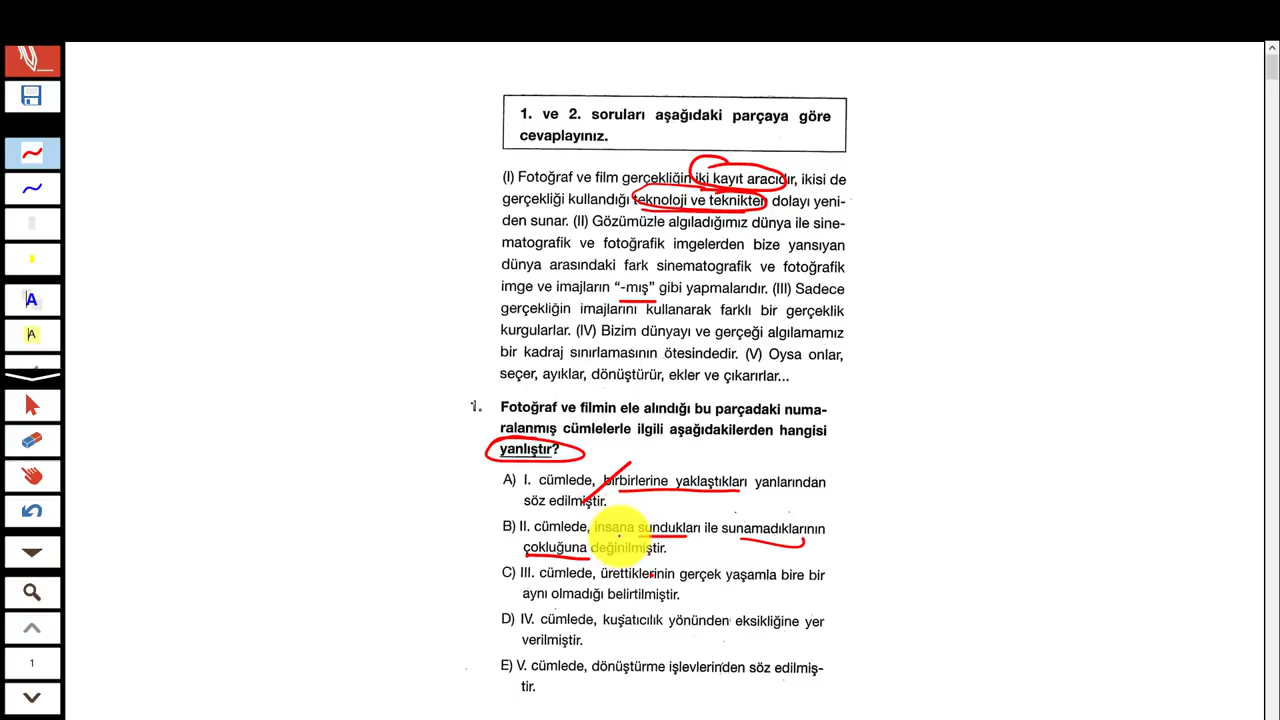 1. ve 2. soruları aşağıdaki parçaya göre
cevaplayınız.
(I) Fotoğraf ve film gerçekliğin iki kayıt aracıdır, ikisi de
gerçekliği kullandığı teknoloji ve teknikten dolayı yeni-
den sunar. (II) Gözümüzle algıladığımız dünya ile sine-
matografik ve fotoğrafik imgelerden bize yansıyan
dünya arasındaki fark sinematografik ve fotoğrafik
imge ve imajların “-mış” gibi yapmalarıdır. (III) Sadece
gerçekliğin imajlarını kullanarak farklı bir gerçeklik
kurgularlar. (IV) Bizim dünyayı ve gerçeği algılamamız
bir kadraj sınırlamasının ötesindedir. (V) Oysa onlar,
seçer, ayıklar, dönüştürür, ekler ve çıkarırlar...
1. Fotoğraf ve filmin ele alındığı bu parçadaki numa-
ralanmış cümlelerle ilgili aşağıdakilerden hangisi
yanlıştır?
A) I. cümlede, birbirlerine yaklaştıkları yanlarından
söz edilmiştir.
B) II. cümlede, insana sundukları ile sunamadıklarının
çokluğuna değinilmiştir.
C) III. cümlede, ürettiklerinin gerçek yaşamla bire bir
aynı olmadığı belirtilmiştir.
D) IV. cümlede, kuşatıcılık yönünden eksikliğine yer
verilmiştir.
E) V. cümlede, dönüştürme işlevlerinden söz edilmiş-
tir.
A
A
1